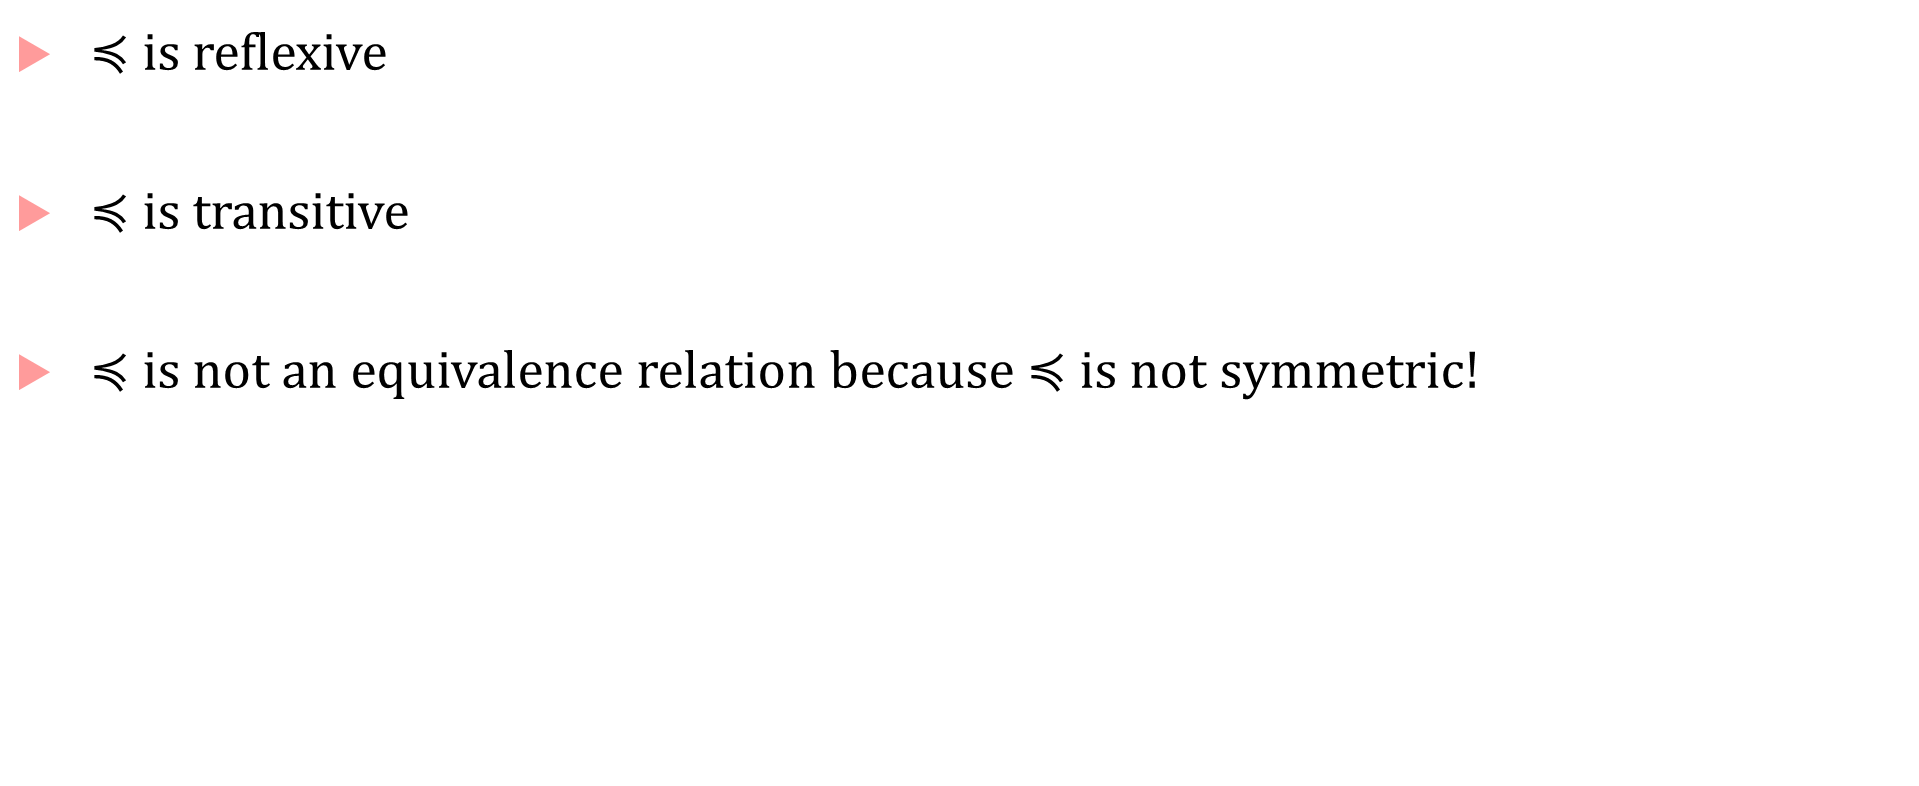 ▶ ≼ is reflexive
▶ ≼ is transitive
▶ ≼ is not an equivalence relation because ≼ is not symmetric!